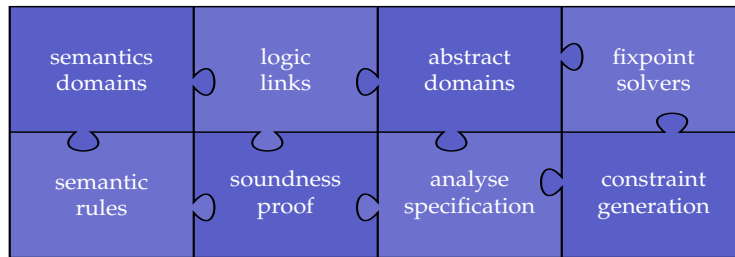 semantics
domains
logic
links
abstract
domains
fixpoint
solvers
semantic
rules
soundness
proof
analyse
specification
constraint
generation